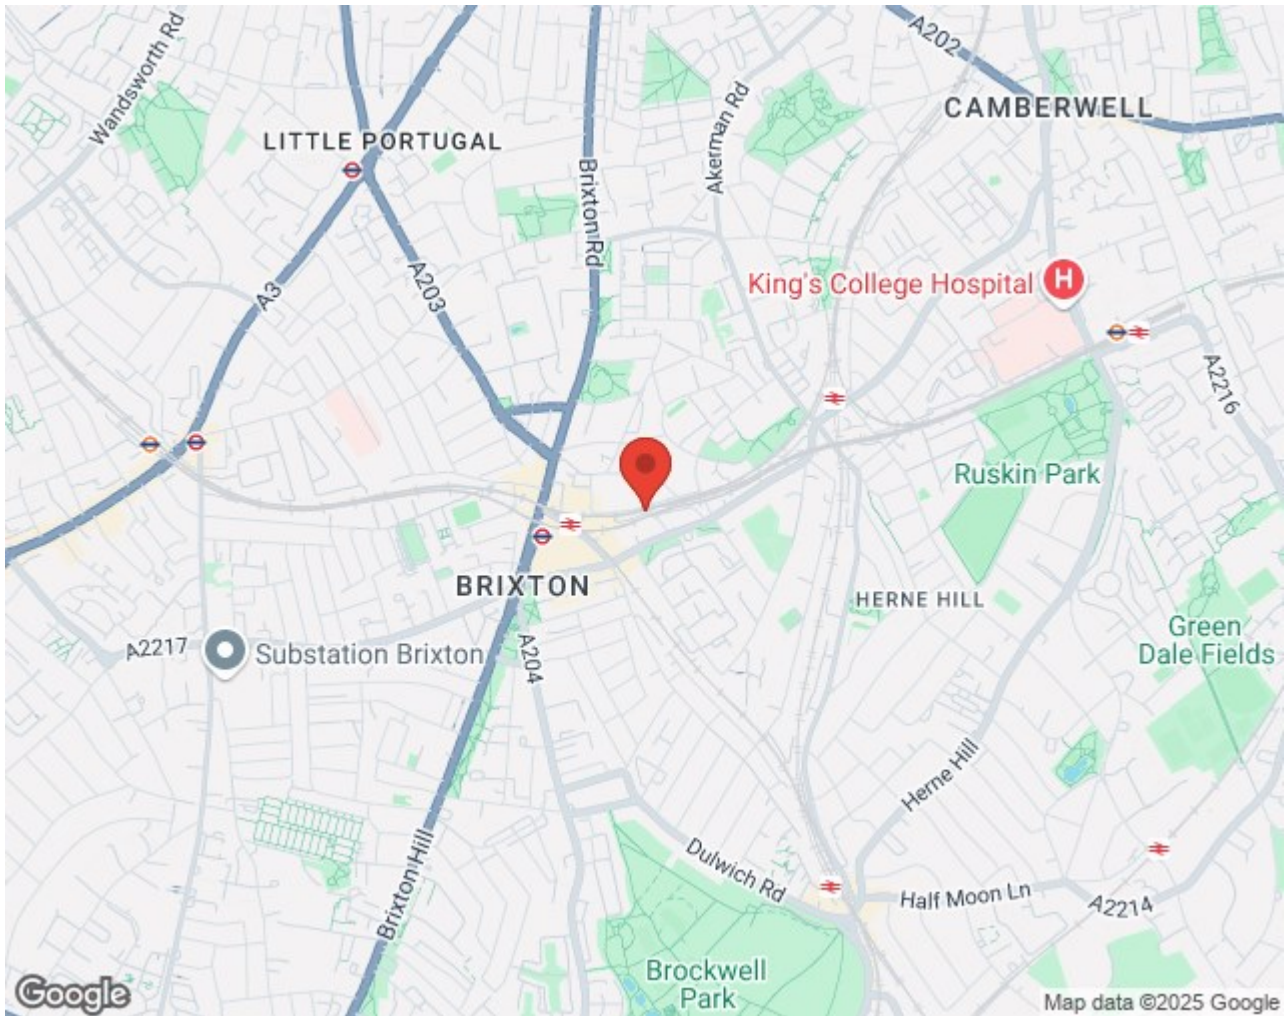 Wandsworth Rd
A202
CAMBERWELL
LITTLE PORTUGAL
Akerman Rd
Brixton Rd
King's College Hospital
H
A3
A203
A2216
Ruskin Park
BRIXTON
HERNE HILL
Green
Dale Fields
A2217
Substation Brixton
A204
Herne Hill
Brixton Hill
Dulwich Rd
Half Moon Ln
A2214
Brockwell
Park
Google
Map data ©2025 Google